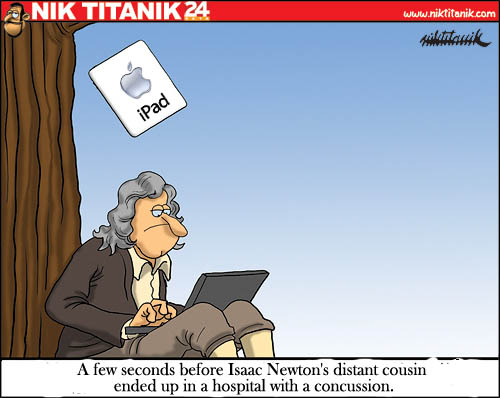 NIK TITANIK 24
www.niktitanik.com
niktitanik
iPad
A few seconds before Isaac Newton's distant cousin
ended up in a hospital with a concussion.